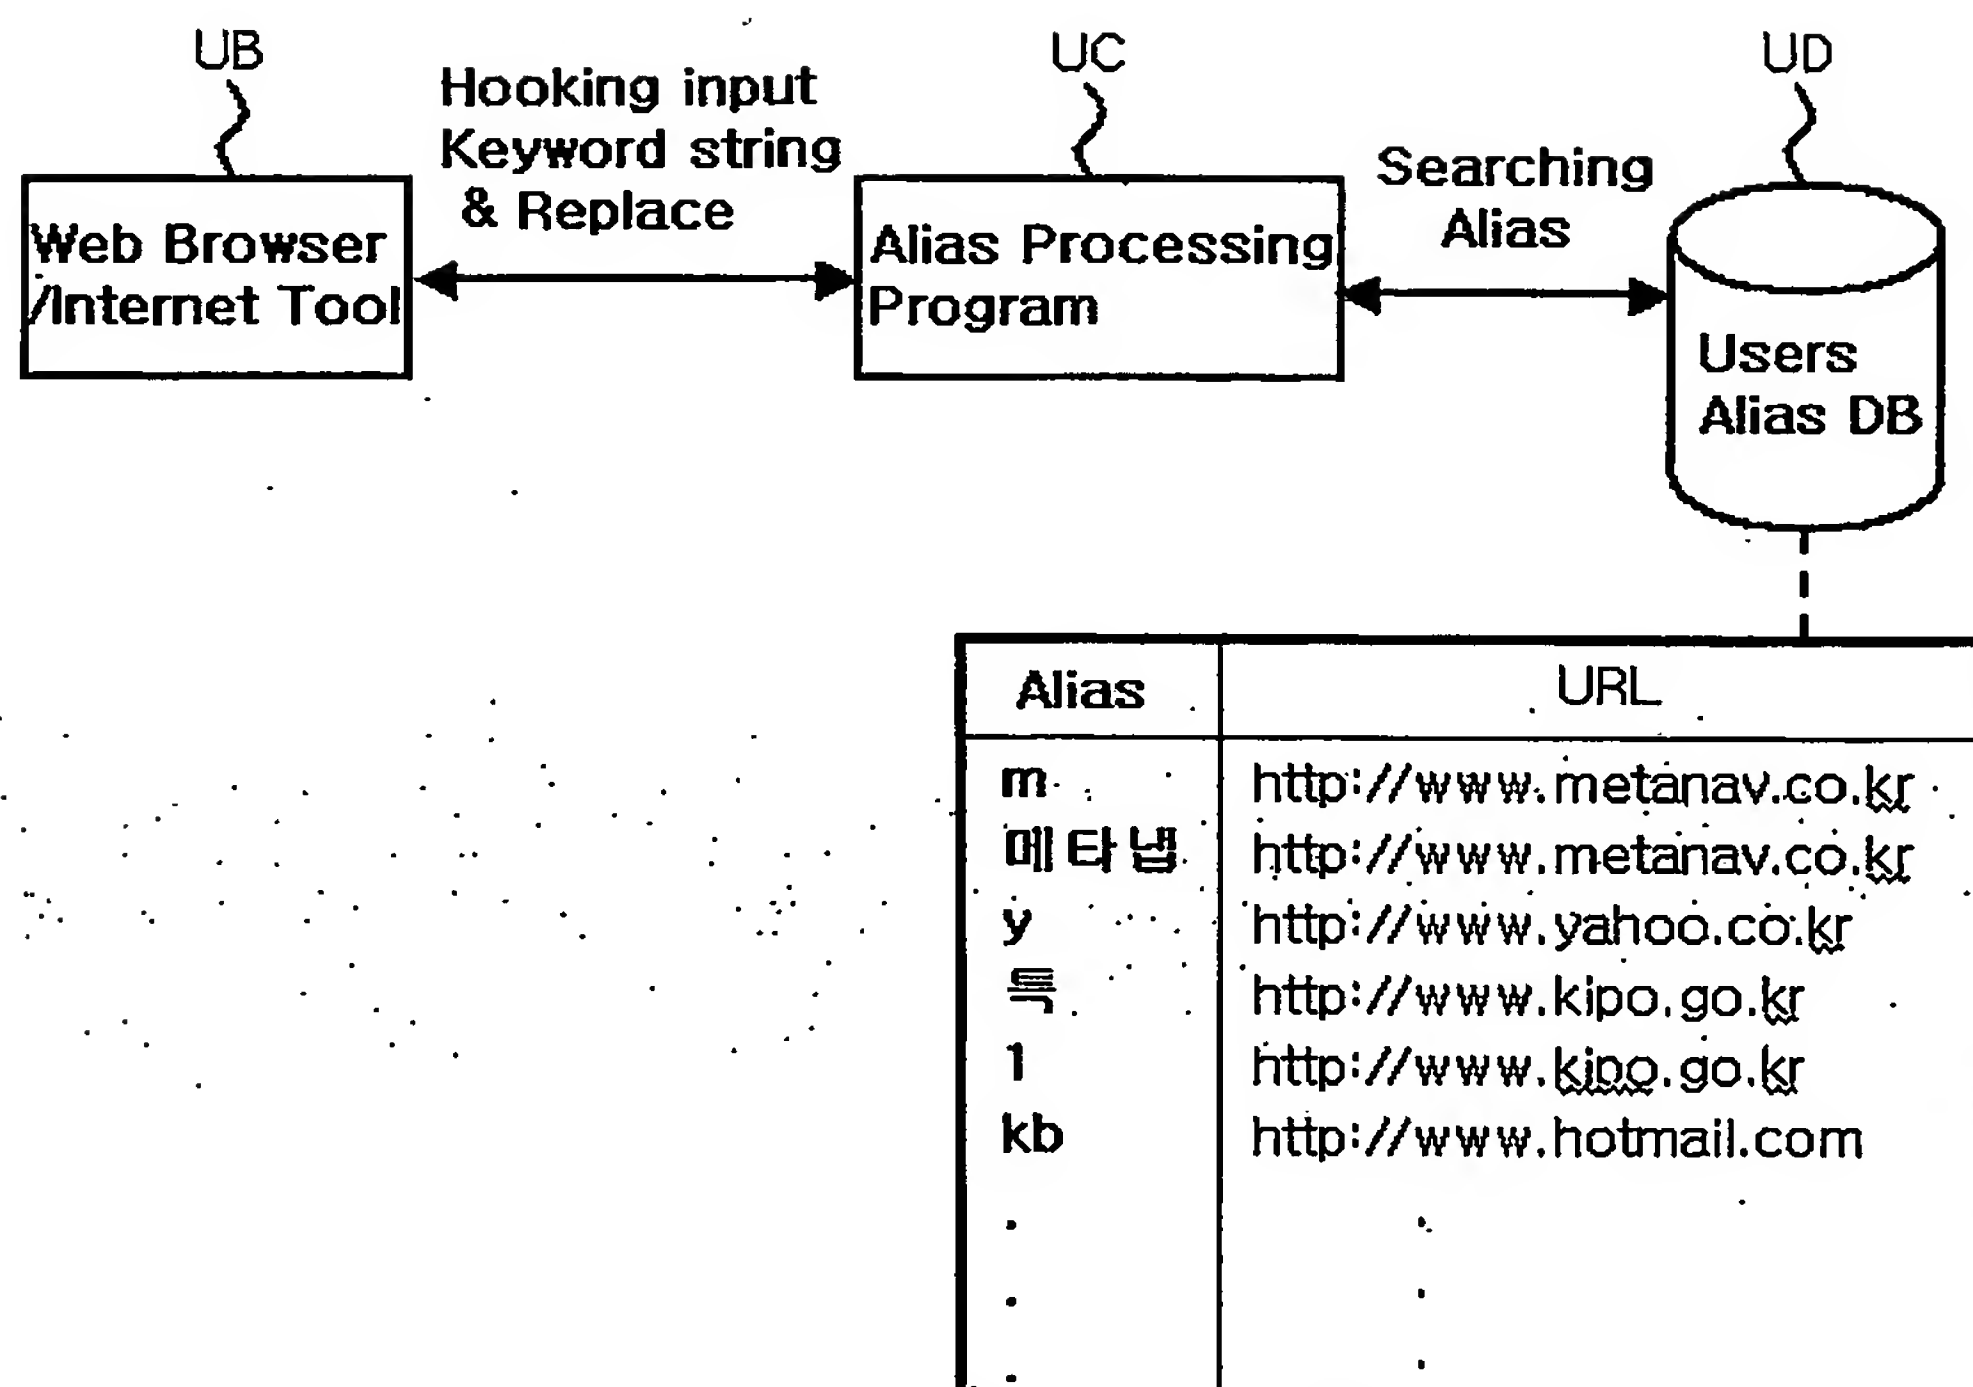 UB
UC
UD
Hooking input
Keyword string
& Replace
Searching
Alias
Web Browser
/Internet Tool
Alias Processing
Program
Users
Alias DB
Alias URL
m http://www.metanav.co.kr
메타냅 http://www.metanav.co.kr
y http://www.yahoo.co.kr
특 http://www.kipo.go.kr
1 http://www.kipo.go.kr
kb http://www.hotmail.com
. .
. .
. .